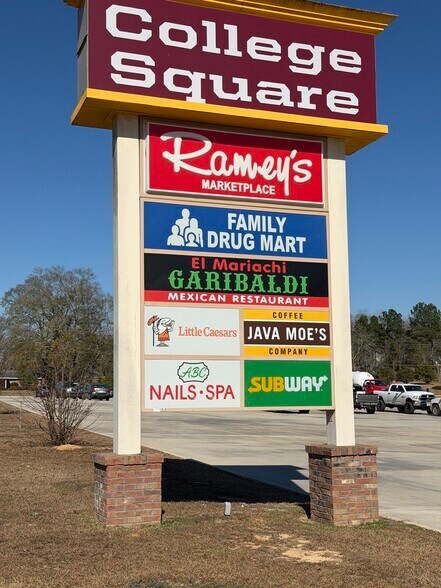 College
Square
Ramey's
MARKETPLACE
FAMILY
DRUG MART
El Mariachi
GARIBALDI
MEXICAN RESTAURANT
Little Caesars
COFFEE
JAVA MOE'S
COMPANY
ABC
NAILS·SPA
SUBWAY